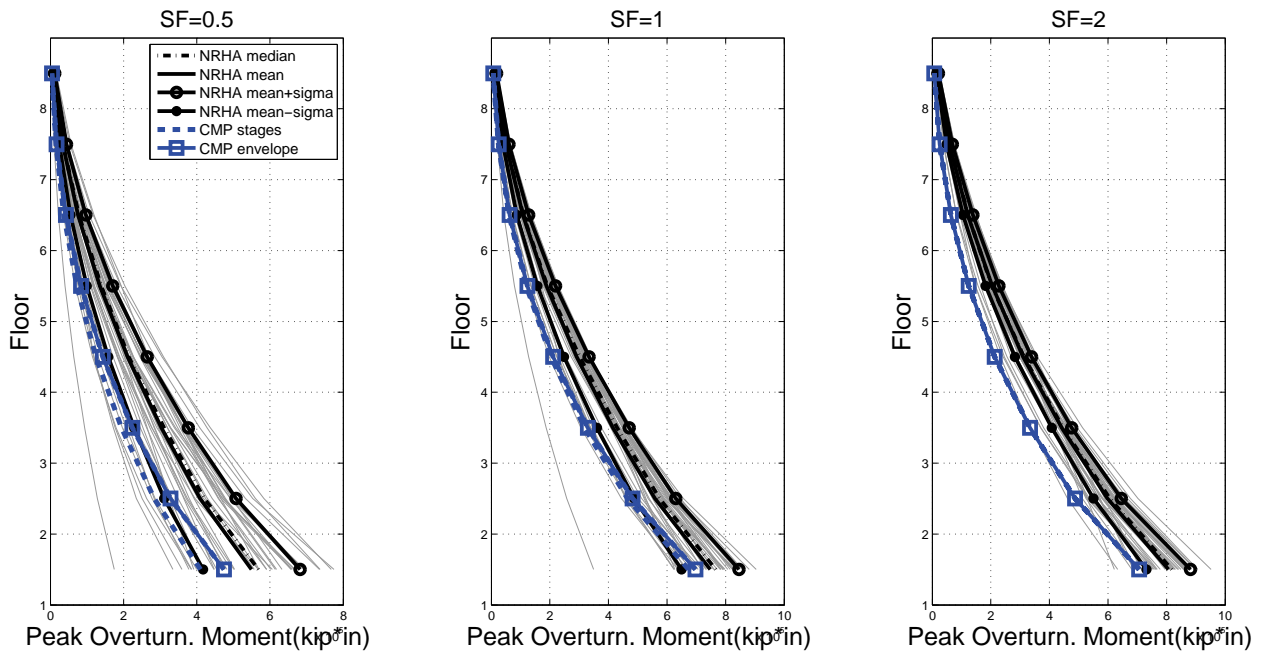 SF=0.5
8
7
6
5
4
3
2
1
Floor
0 2 4 6 8
Peak Overturn. Moment(kip*in)
NRHA median
NRHA mean
NRHA mean+sigma
NRHA mean−sigma
CMP stages
CMP envelope
SF=1
8
7
6
5
4
3
2
1
Floor
0 2 4 6 8 10
Peak Overturn. Moment(kip*in)
SF=2
8
7
6
5
4
3
2
1
Floor
0 2 4 6 8 10
Peak Overturn. Moment(kip*in)